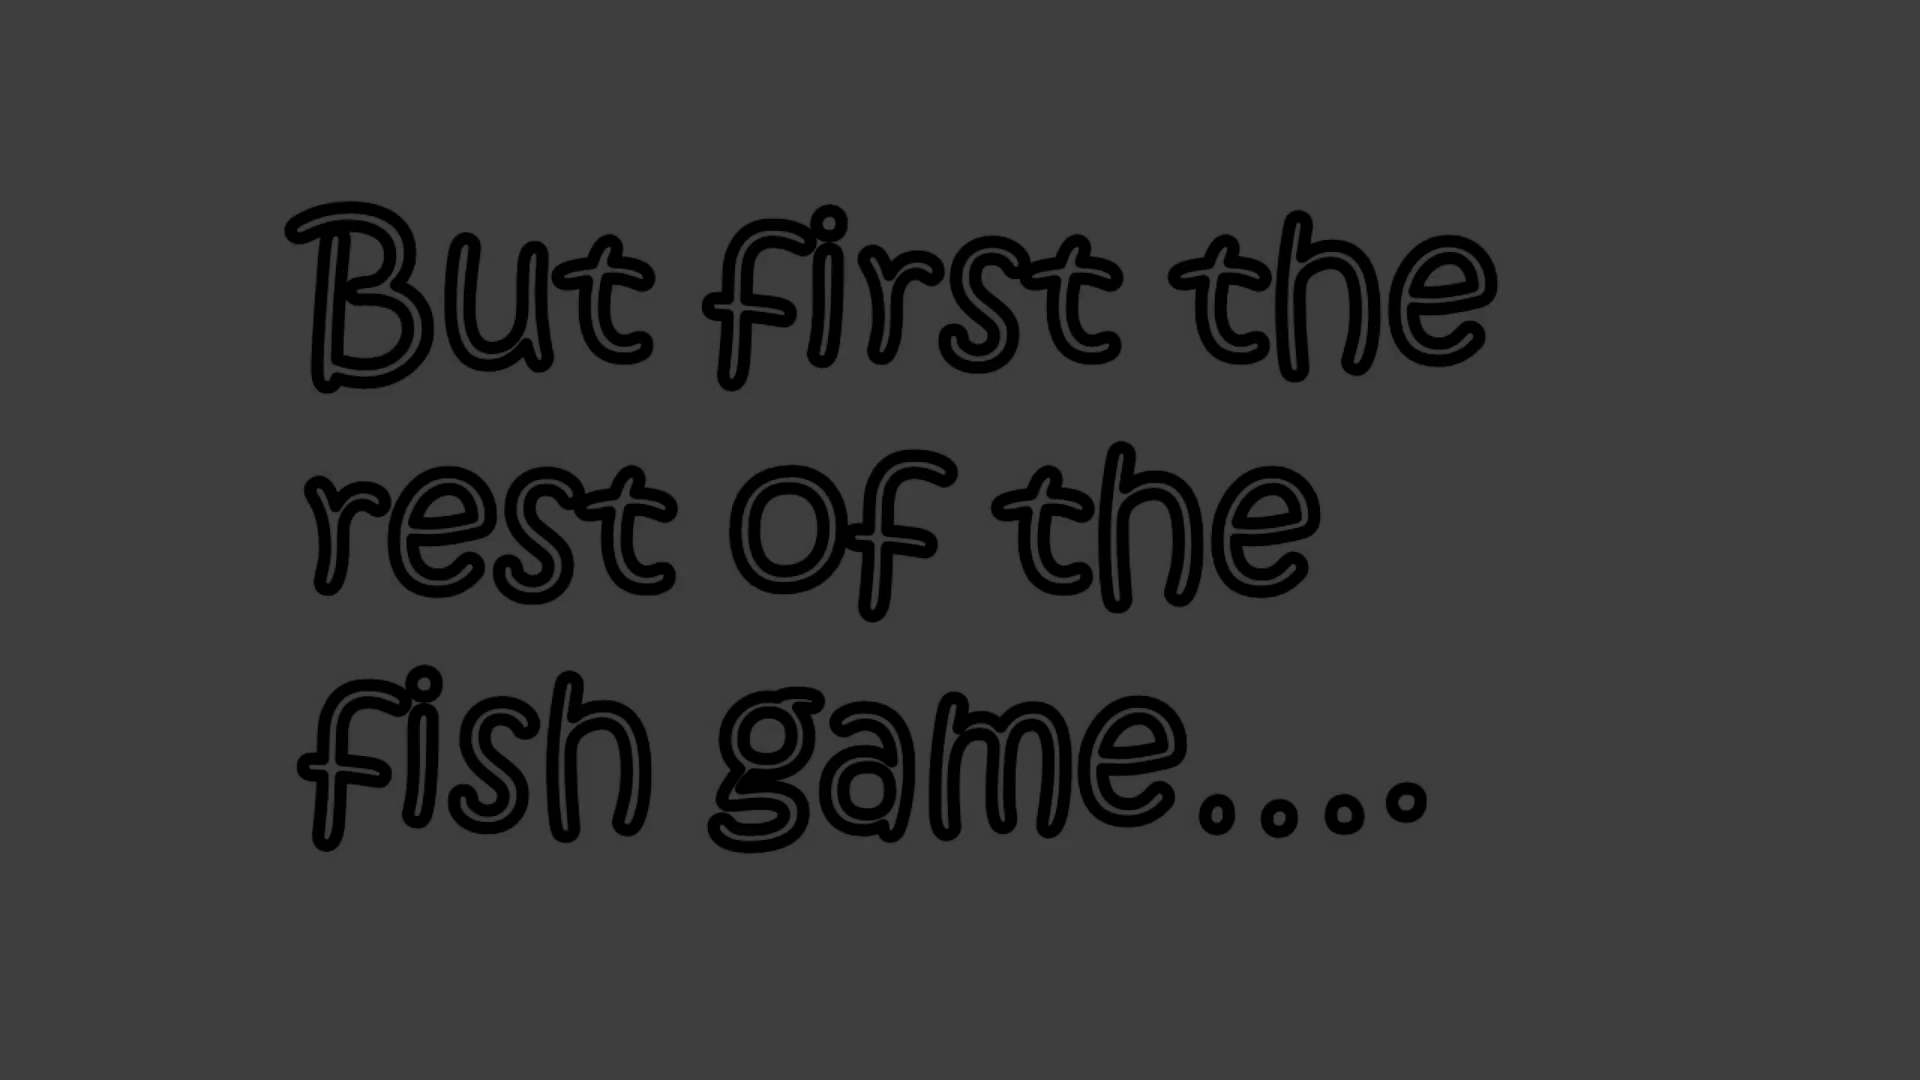 But first the
rest of the
fish game....